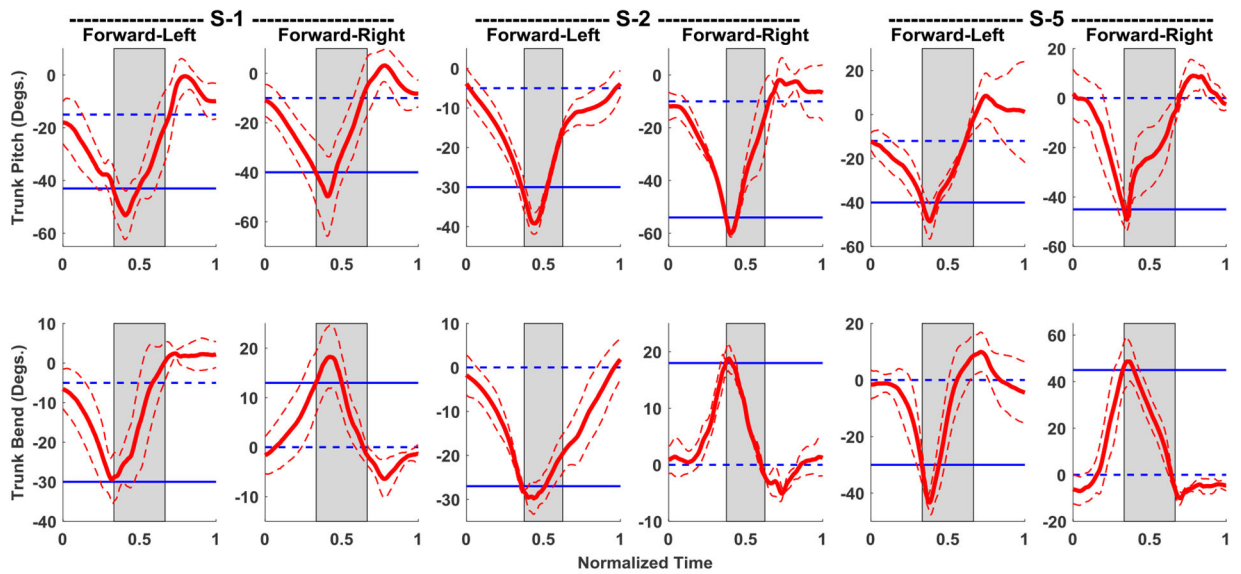 S-1 S-2 S-5
Forward-Left Forward-Right Forward-Left Forward-Right Forward-Left Forward-Right
Trunk Pitch (Degs.)
0 -20 -40 -60
0 -20 -40 -60
0 -10 -20 -30 -40
0 -20 -40 -60
20 0 -20 -40 -60
20 0 -20 -40 -60
0 0.5 1 0 0.5 1 0 0.5 1 0 0.5 1 0 0.5 1 0 0.5 1
Trunk Bend (Degs.)
10 0 -10 -20 -30 -40
20 10 0 -10
10 0 -10 -20 -30
20 10 0 -10
20 0 -20 -40
60 40 20 0 -20
0 0.5 1 0 0.5 1 0 0.5 1 0 0.5 1 0 0.5 1 0 0.5 1
Normalized Time